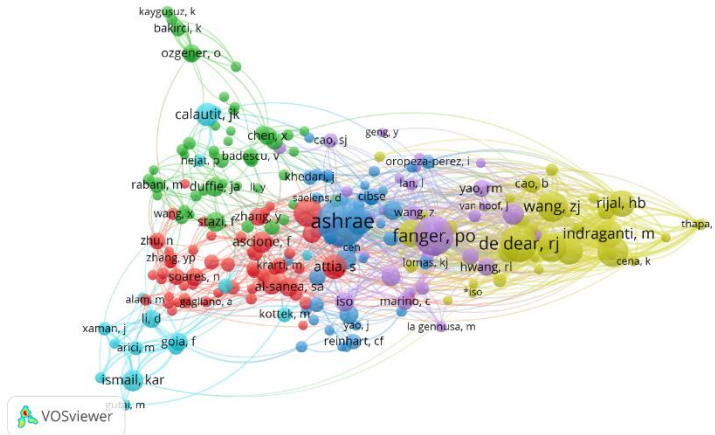 kaygusuz, k
bakirci, k
ozgener, o
calautit, jk
chen, x
cao, sj
geng, y
nejat, p
badescu, v
oropeza-perez, i
rabani, m
duffie, ja
li, y
khedari, j
lan, l
yao, rm
cao, b
saelens, d
cibse
van hoof, j
wang, zj
rijal, hb
wang, x
stazi, f
zhang, y
ashrae
wang, z
thapa,
zhu, n
ascione, f
cen
fanger, po
de dear, rj
indraganti, m
zhang, yp
krarti, m
attia, s
lomas, kj
hwang, rl
cena, k
soares, n
al-sanea, sa
*iso
alam, m
gagliano, a
iso
marino, c
xaman, j
li, d
kottek, m
yao, j
la gennusa, m
arici, m
goia, f
reinhart, cf
ismail, kar
gutai, m
VOSviewer